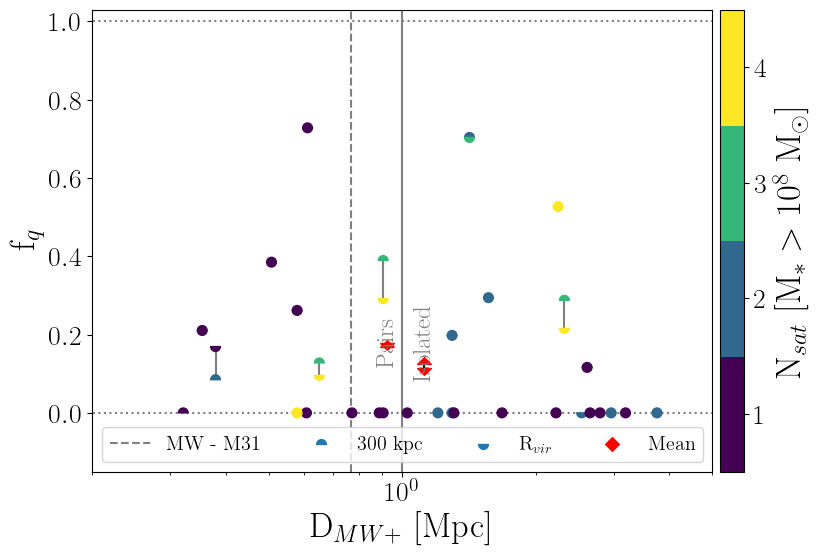 1.0
0.8
0.6
0.4
0.2
0.0
f_q
Pairs
Isolated
MW - M31
300 kpc
R_vir
Mean
10^0
D_MW+ [Mpc]
4
3
2
1
N_sat [M_* > 10^8 M_⊙]